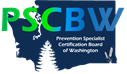 PSCBW
Prevention Specialist
Certification Board
of Washington